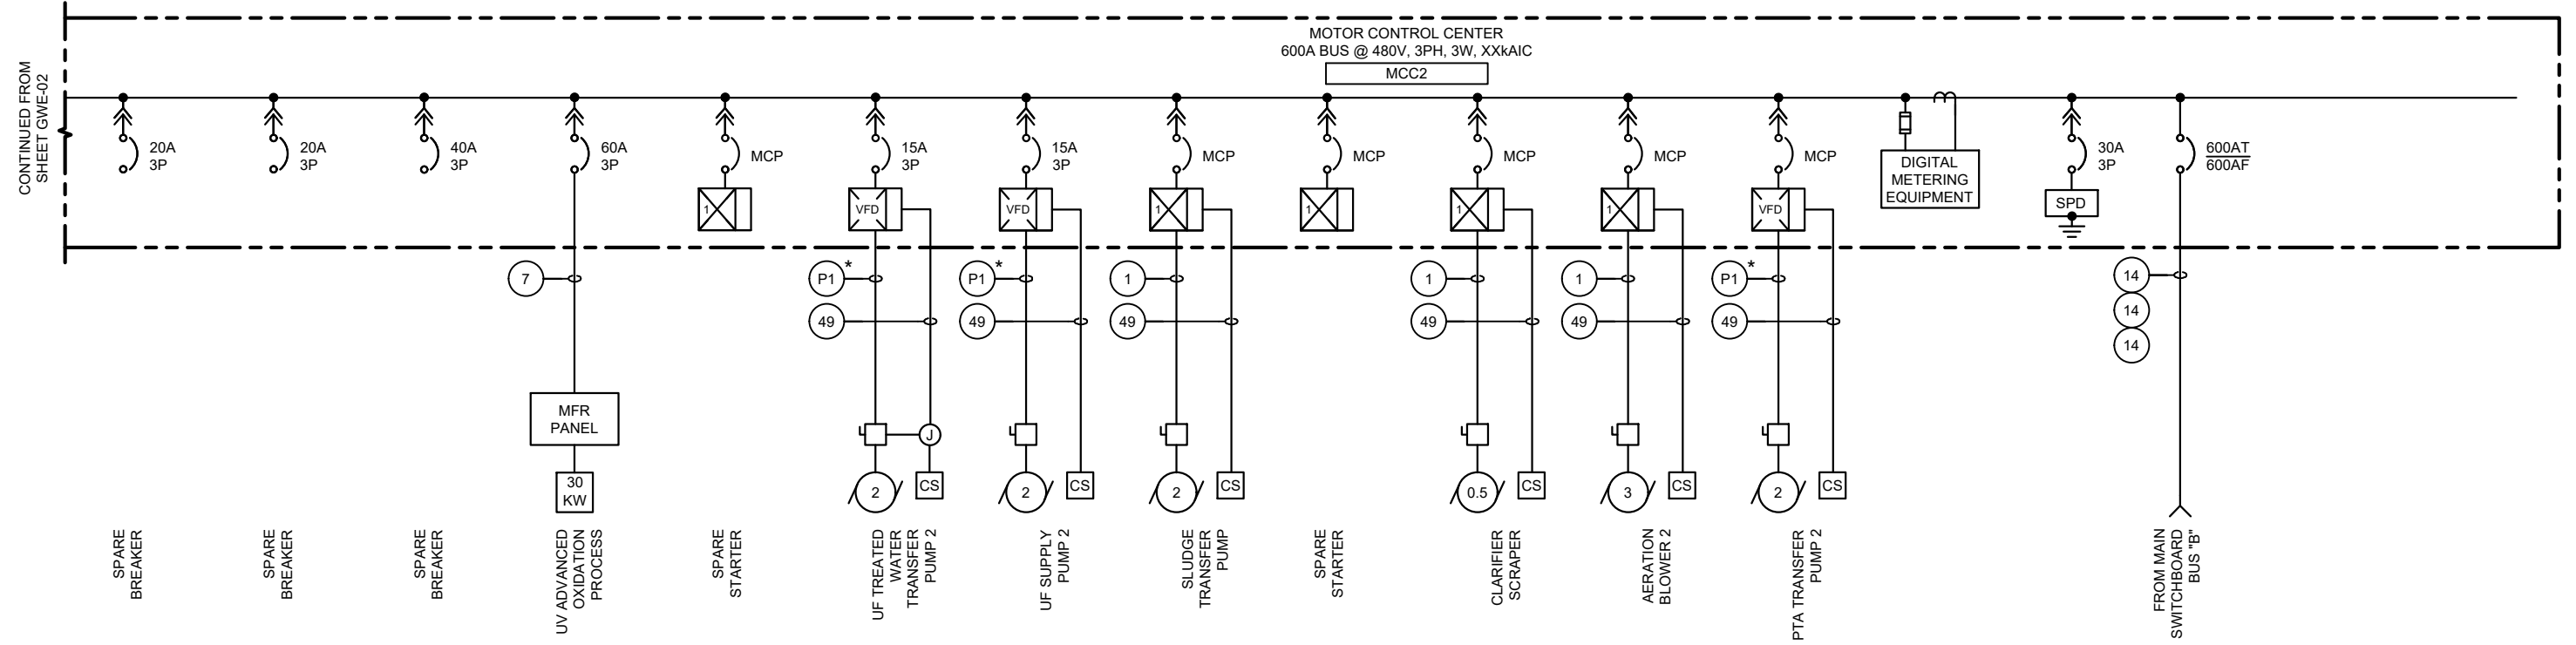 MOTOR CONTROL CENTER
600A BUS @ 480V, 3PH, 3W, XXkAIC
MCC2
CONTINUED FROM
SHEET GWE-02
20A
3P
20A
3P
40A
3P
60A
3P
MCP
15A
3P
15A
3P
MCP
MCP
MCP
MCP
MCP
DIGITAL
METERING
EQUIPMENT
30A
3P
600AT
600AF
1
VFD
VFD
1
1
1
1
VFD
SPD
7
P1
*
P1
*
1
1
1
P1
*
14
49
49
49
49
49
49
14
14
MFR
PANEL
J
30
KW
2
CS
2
CS
2
CS
0.5
CS
3
CS
2
CS
SPARE
BREAKER
SPARE
BREAKER
SPARE
BREAKER
UV ADVANCED
OXIDATION
PROCESS
SPARE
STARTER
UF TREATED
WATER
TRANSFER
PUMP 2
UF SUPPLY
PUMP 2
SLUDGE
TRANSFER
PUMP
SPARE
STARTER
CLARIFIER
SCRAPER
AERATION
BLOWER 2
PTA TRANSFER
PUMP 2
FROM MAIN
SWITCHBOARD
BUS "B"